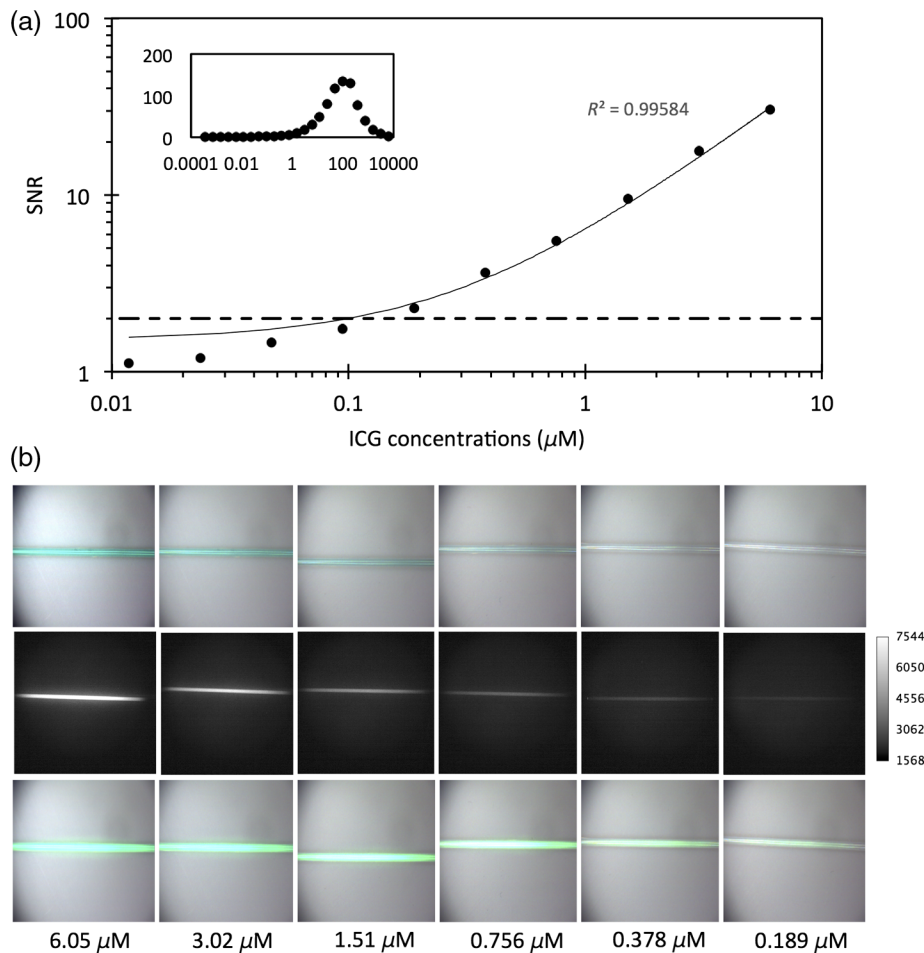 (a)
100
10
1
SNR
200
100
0
0.0001 0.01 1 100 10000
R² = 0.99584
0.01 0.1 1 10
ICG concentrations (μM)
(b)
7544
6050
4556
3062
1568
6.05 μM 3.02 μM 1.51 μM 0.756 μM 0.378 μM 0.189 μM